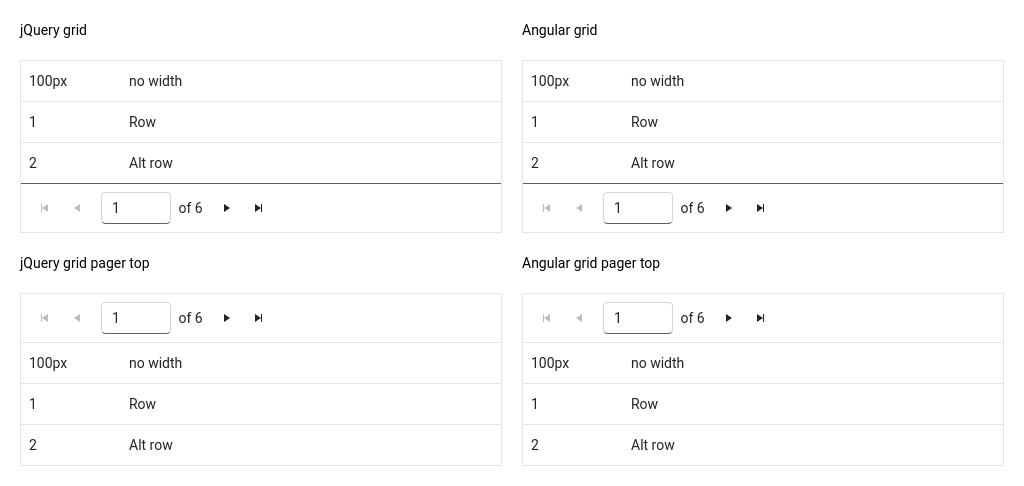 jQuery grid
100px no width
1 Row
2 Alt row
1 of 6
Angular grid
100px no width
1 Row
2 Alt row
1 of 6
jQuery grid pager top
1 of 6
100px no width
1 Row
2 Alt row
Angular grid pager top
1 of 6
100px no width
1 Row
2 Alt row